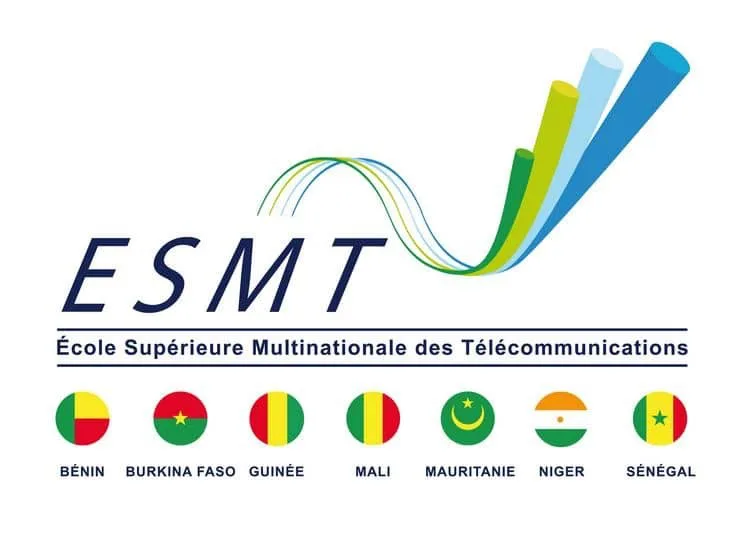 ESMT
École Supérieure Multinationale des Télécommunications
BÉNIN BURKINA FASO GUINÉE MALI MAURITANIE NIGER SÉNÉGAL